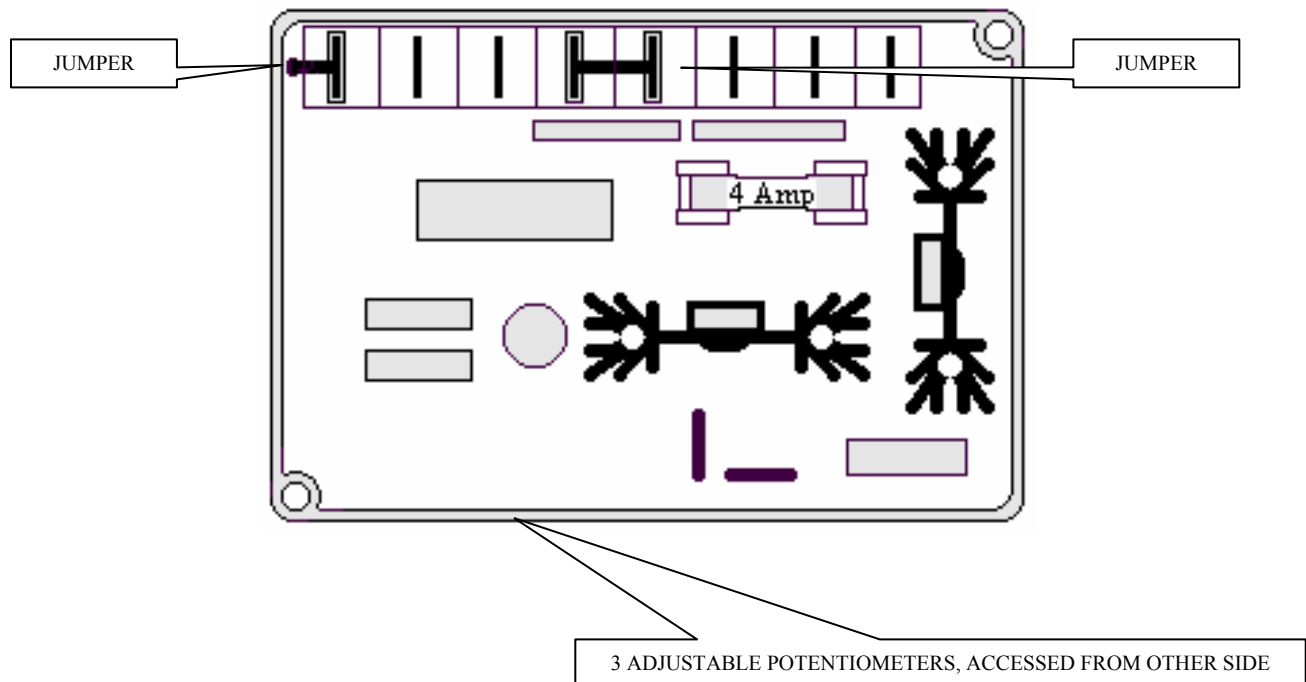 JUMPER
JUMPER
4 Amp
3 ADJUSTABLE POTENTIOMETERS, ACCESSED FROM OTHER SIDE